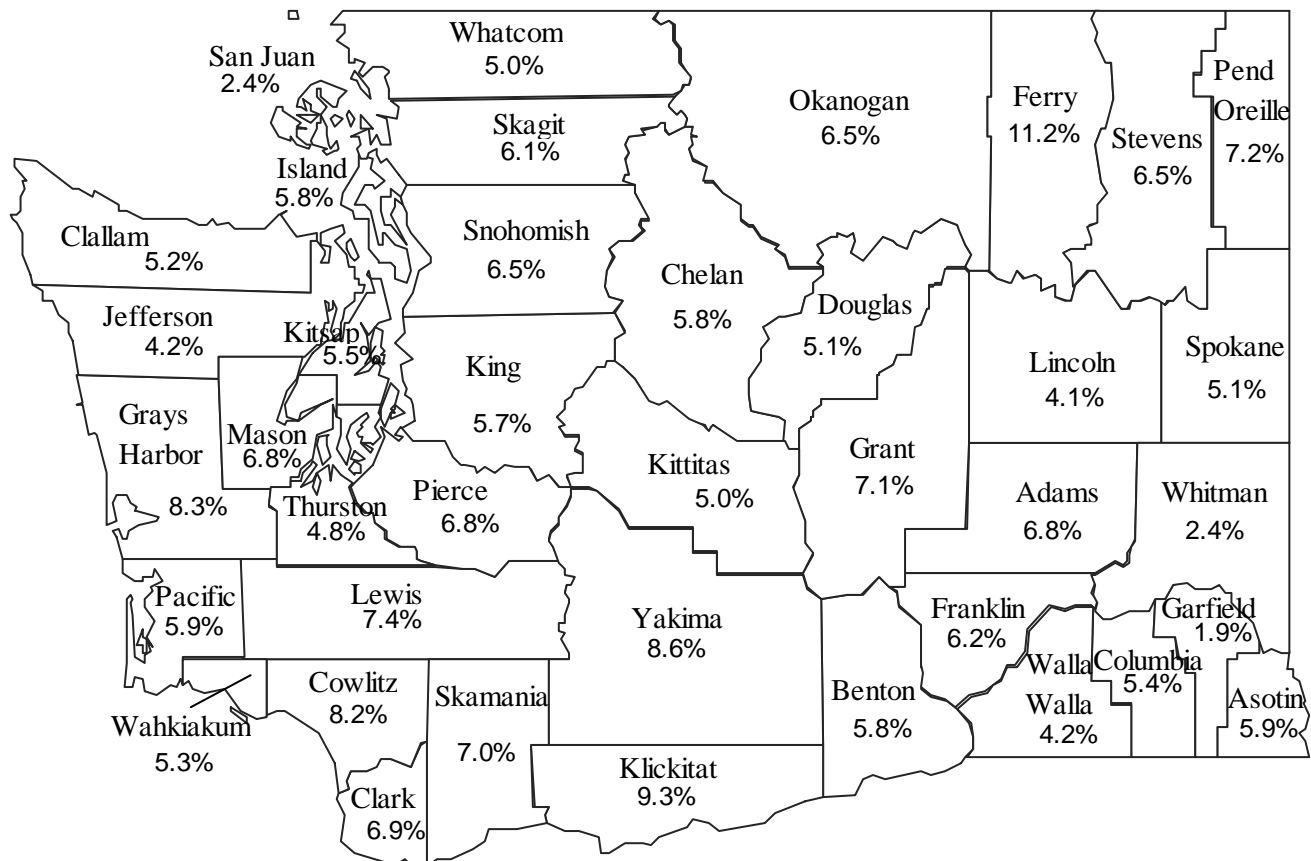 Whatcom
5.0%
San Juan
2.4%
Okanogan
6.5%
Ferry
11.2%
Pend
Oreille
7.2%
Stevens
6.5%
Skagit
6.1%
Island
5.8%
Clallam
5.2%
Snohomish
6.5%
Chelan
5.8%
Douglas
5.1%
Jefferson
4.2%
Kitsap
5.5%
King
5.7%
Lincoln
4.1%
Spokane
5.1%
Grays
Harbor
8.3%
Mason
6.8%
Thurston
4.8%
Pierce
6.8%
Kittitas
5.0%
Grant
7.1%
Adams
6.8%
Whitman
2.4%
Pacific
5.9%
Lewis
7.4%
Yakima
8.6%
Franklin
6.2%
Garfield
1.9%
Columbia
5.4%
Walla
Walla
4.2%
Asotin
5.9%
Benton
5.8%
Wahkiakum
5.3%
Cowlitz
8.2%
Skamania
7.0%
Klickitat
9.3%
Clark
6.9%